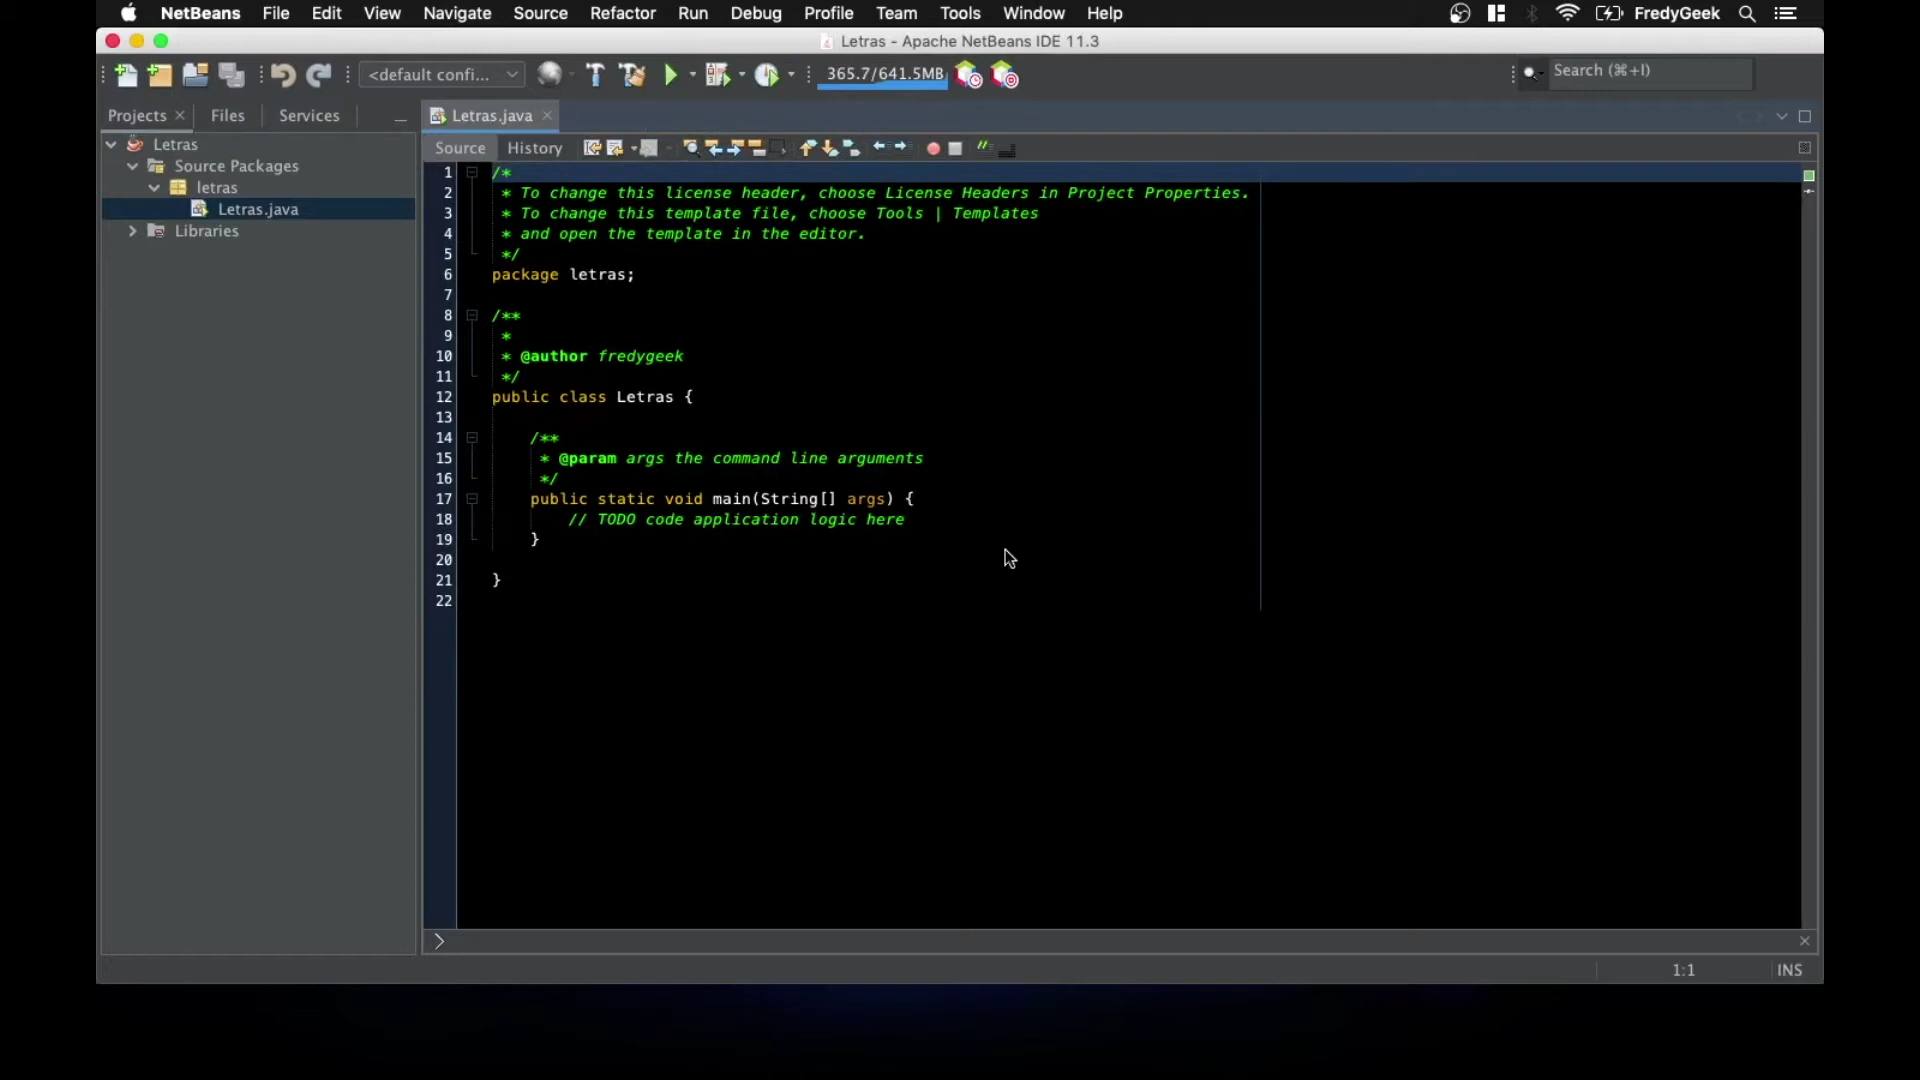 NetBeans File Edit View Navigate Source Refactor Run Debug Profile Team Tools Window Help FredyGeek
Letras - Apache NetBeans IDE 11.3
<default confi... 365.7/641.5MB Search (⌘+I)
Projects Files Services Letras.java
Source History
Letras
Source Packages
letras
Letras.java
Libraries
1 /*
2 * To change this license header, choose License Headers in Project Properties.
3 * To change this template file, choose Tools | Templates
4 * and open the template in the editor.
5 */
6 package letras;
7
8 /**
9 *
10 * @author fredygeek
11 */
12 public class Letras {
13
14 /**
15 * @param args the command line arguments
16 */
17 public static void main(String[] args) {
18 // TODO code application logic here
19 }
20
21 }
22
1:1 INS